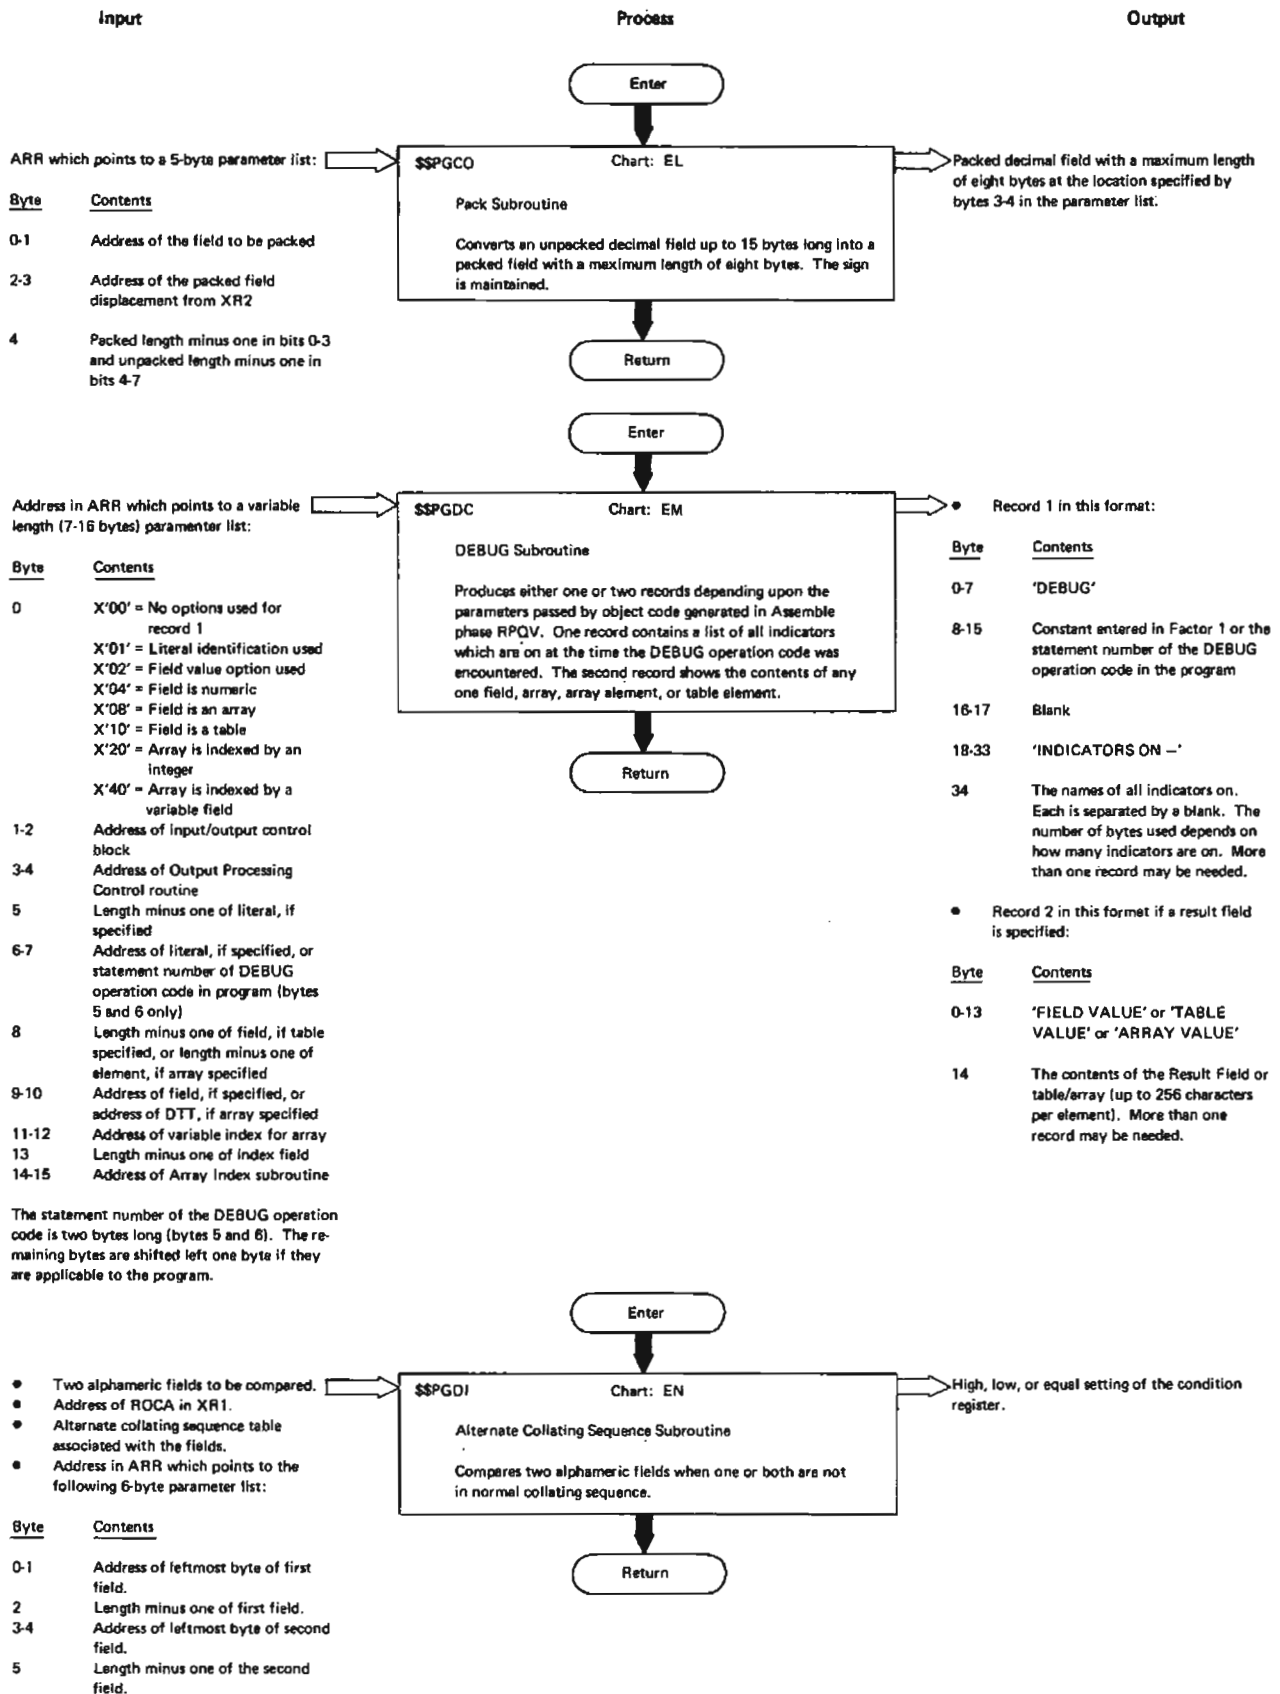 Input
Process
Output
Enter
ARR which points to a 5-byte parameter list:
Byte Contents
0-1 Address of the field to be packed
2-3 Address of the packed field
displacement from XR2
4 Packed length minus one in bits 0-3
and unpacked length minus one in
bits 4-7
$$PGCO Chart: EL
Pack Subroutine
Converts an unpacked decimal field up to 15 bytes long into a
packed field with a maximum length of eight bytes. The sign
is maintained.
Packed decimal field with a maximum length
of eight bytes at the location specified by
bytes 3-4 in the parameter list.
Return
Enter
Address in ARR which points to a variable
length (7-16 bytes) paramenter list:
Byte Contents
0 X'00' = No options used for
record 1
X'01' = Literal identification used
X'02' = Field value option used
X'04' = Field is numeric
X'08' = Field is an array
X'10' = Field is a table
X'20' = Array is indexed by an
integer
X'40' = Array is indexed by a
variable field
1-2 Address of input/output control
block
3-4 Address of Output Processing
Control routine
5 Length minus one of literal, if
specified
6-7 Address of literal, if specified, or
statement number of DEBUG
operation code in program (bytes
5 and 6 only)
8 Length minus one of field, if table
specified, or length minus one of
element, if array specified
9-10 Address of field, if specified, or
address of DTT, if array specified
11-12 Address of variable index for array
13 Length minus one of index field
14-15 Address of Array Index subroutine
The statement number of the DEBUG operation
code is two bytes long (bytes 5 and 6). The re-
maining bytes are shifted left one byte if they
are applicable to the program.
$$PGDC Chart: EM
DEBUG Subroutine
Produces either one or two records depending upon the
parameters passed by object code generated in Assemble
phase RPQV. One record contains a list of all indicators
which are on at the time the DEBUG operation code was
encountered. The second record shows the contents of any
one field, array, array element, or table element.
Return
• Record 1 in this format:
Byte Contents
0-7 'DEBUG'
8-15 Constant entered in Factor 1 or the
statement number of the DEBUG
operation code in the program
16-17 Blank
18-33 'INDICATORS ON –'
34 The names of all indicators on.
Each is separated by a blank. The
number of bytes used depends on
how many indicators are on. More
than one record may be needed.
• Record 2 in this format if a result field
is specified:
Byte Contents
0-13 'FIELD VALUE' or 'TABLE
VALUE' or 'ARRAY VALUE'
14 The contents of the Result Field or
table/array (up to 256 characters
per element). More than one
record may be needed.
Enter
• Two alphameric fields to be compared.
• Address of ROCA in XR1.
• Alternate collating sequence table
associated with the fields.
• Address in ARR which points to the
following 6-byte parameter list:
Byte Contents
0-1 Address of leftmost byte of first
field.
2 Length minus one of first field.
3-4 Address of leftmost byte of second
field.
5 Length minus one of the second
field.
$$PGDI Chart: EN
Alternate Collating Sequence Subroutine
Compares two alphameric fields when one or both are not
in normal collating sequence.
High, low, or equal setting of the condition
register.
Return